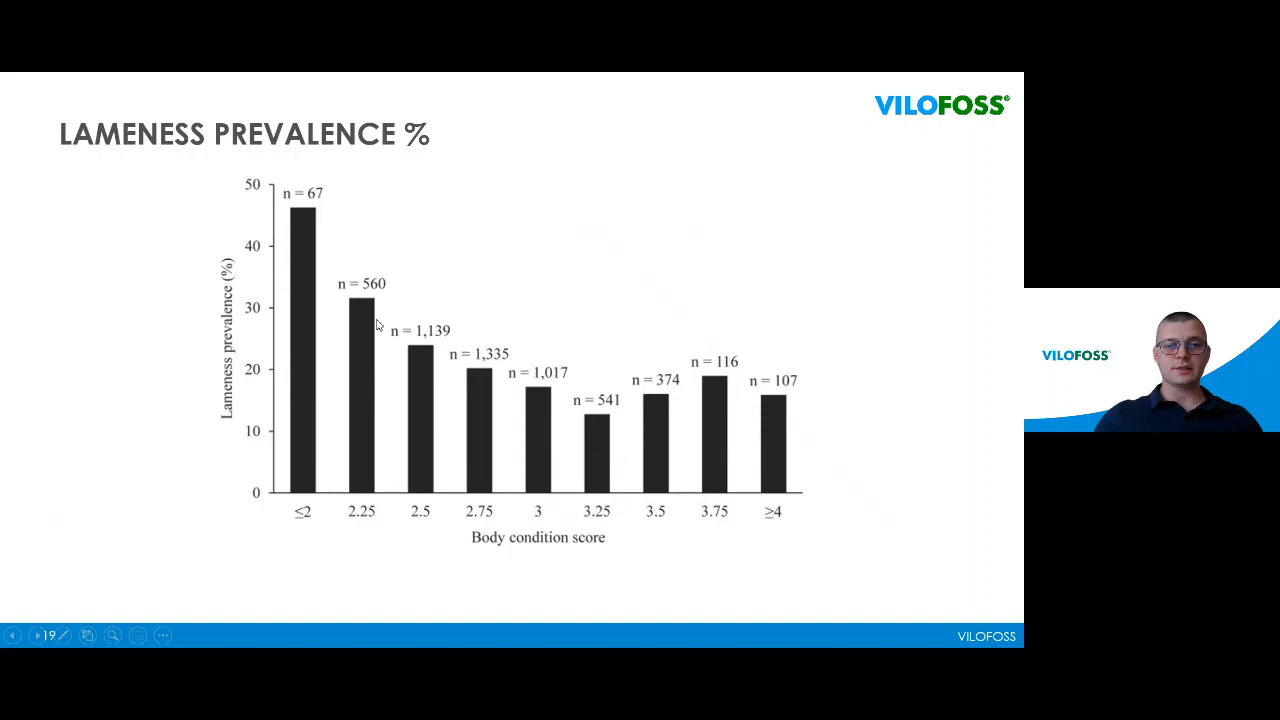 VILOFOSS®
LAMENESS PREVALENCE %
50
n = 67
40
n = 560
30
n = 1,139
n = 1,335
n = 1,017
n = 541
n = 374
n = 116
n = 107
20
10
0
Lameness prevalence (%)
≤2 2.25 2.5 2.75 3 3.25 3.5 3.75 ≥4
Body condition score
19
VILOFOSS
VILOFOSS®